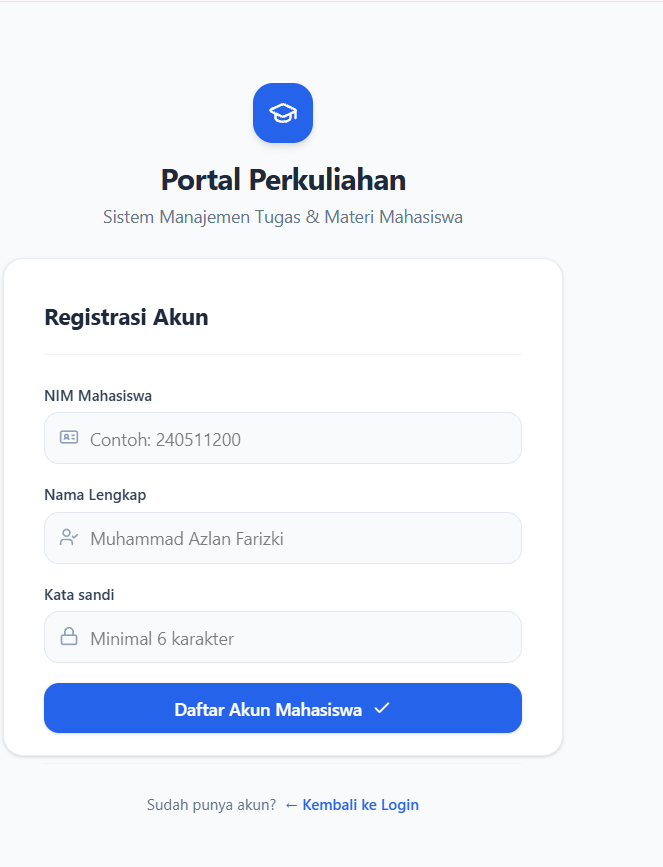 Portal Perkuliahan
Sistem Manajemen Tugas & Materi Mahasiswa
Registrasi Akun
NIM Mahasiswa
Contoh: 240511200
Nama Lengkap
Muhammad Azlan Farizki
Kata sandi
Minimal 6 karakter
Daftar Akun Mahasiswa ✓
Sudah punya akun? ← Kembali ke Login